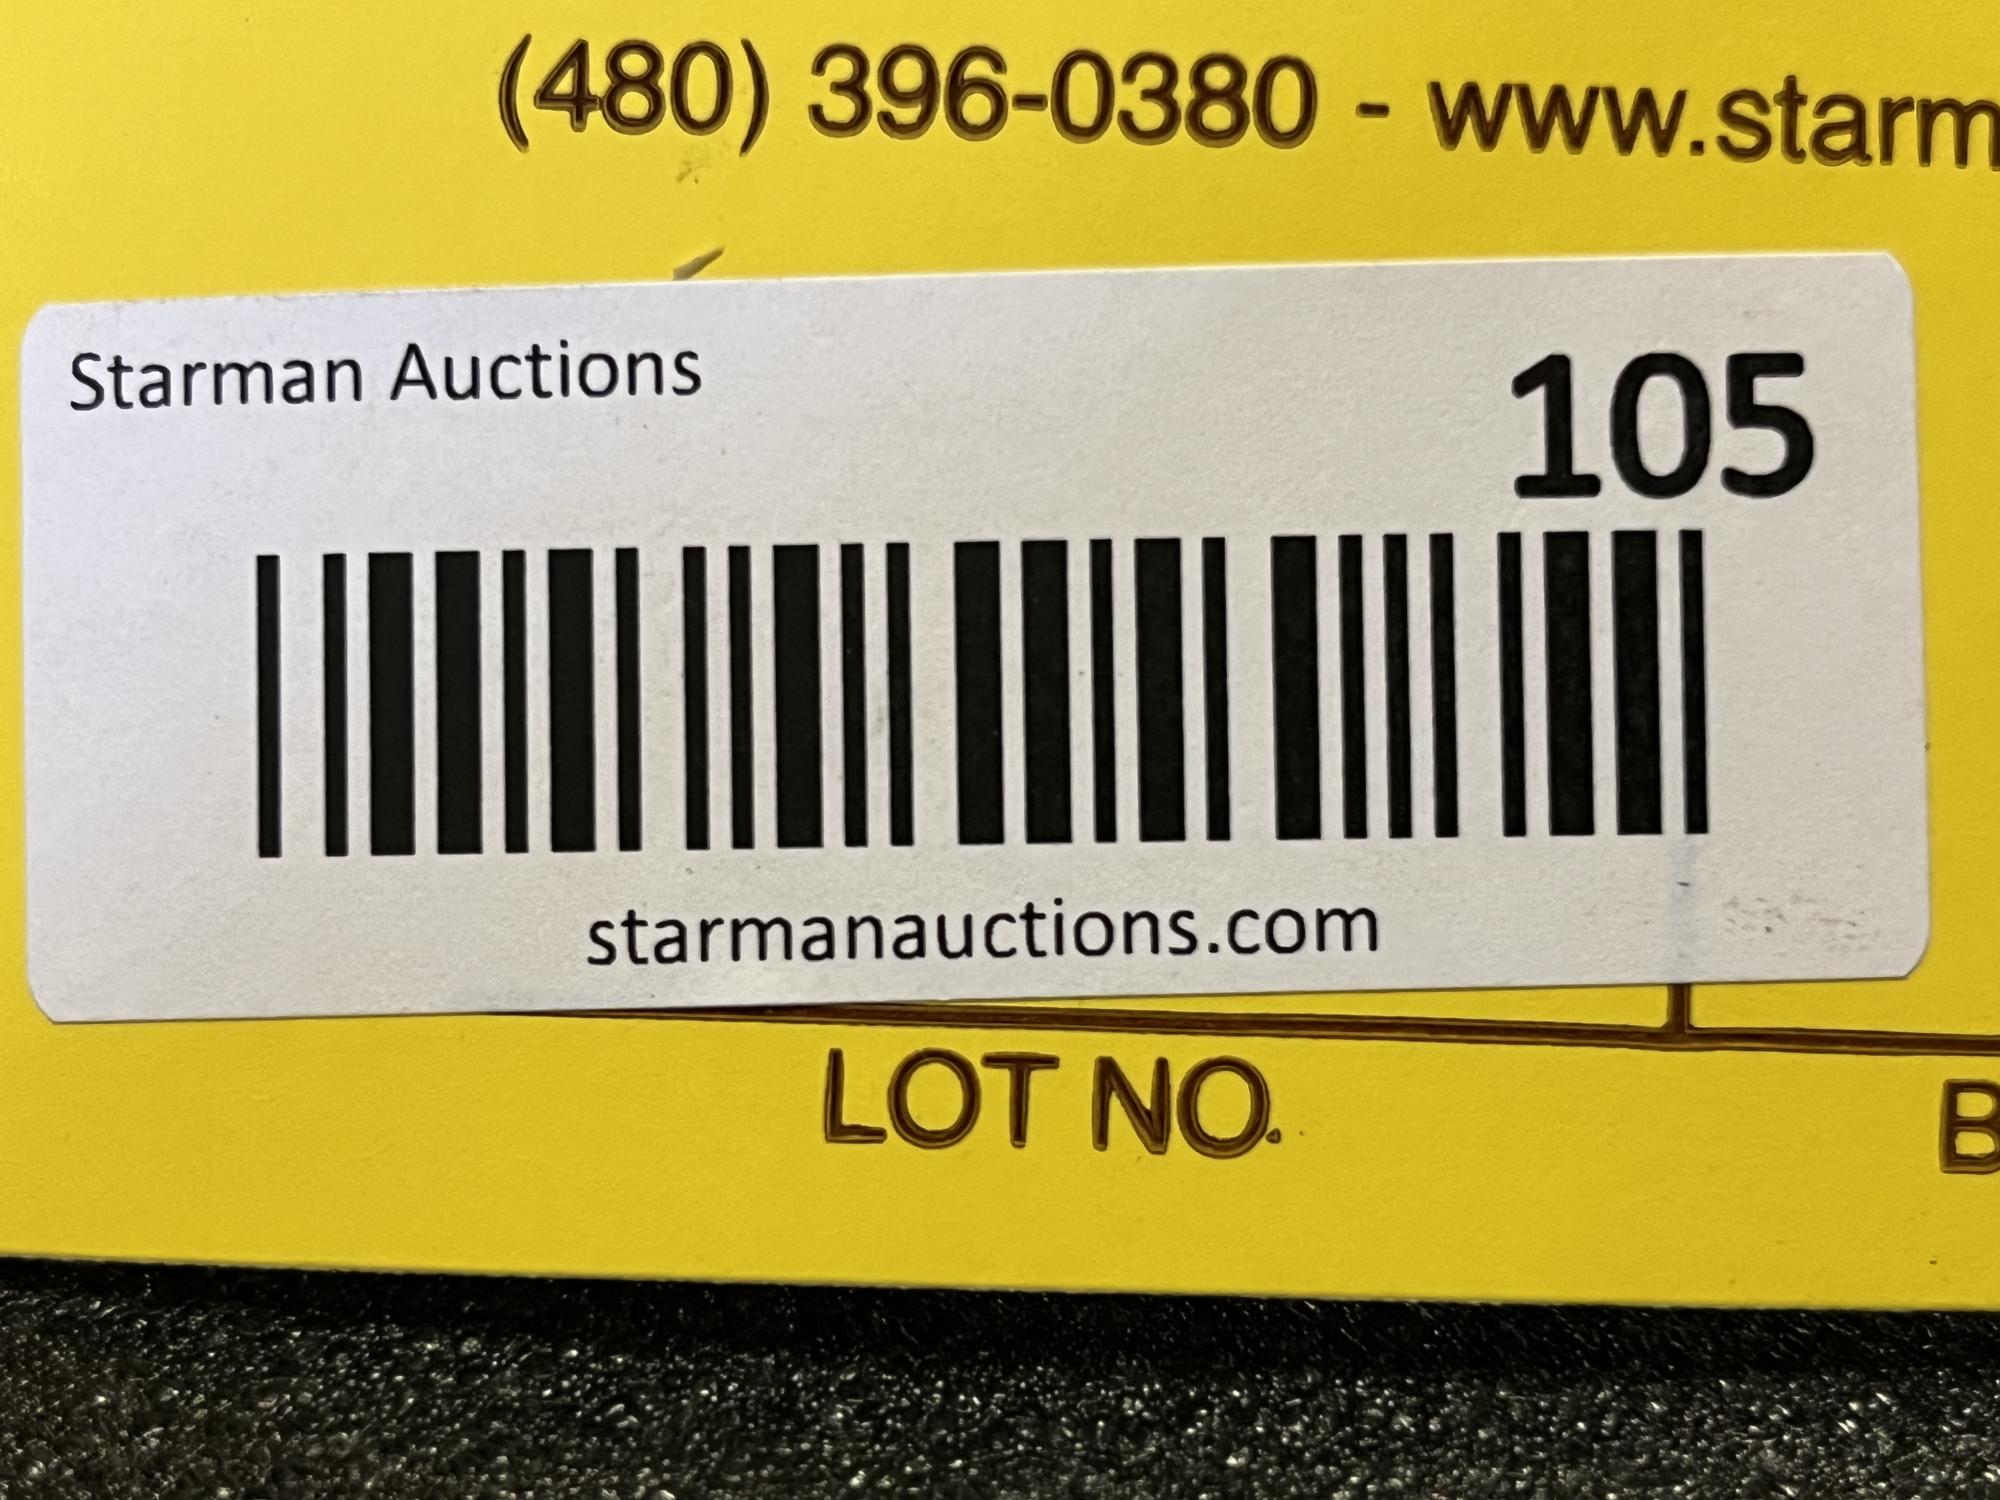 (480) 396-0380 - www.starm
Starman Auctions
105
starmanauctions.com
LOT NO.
B